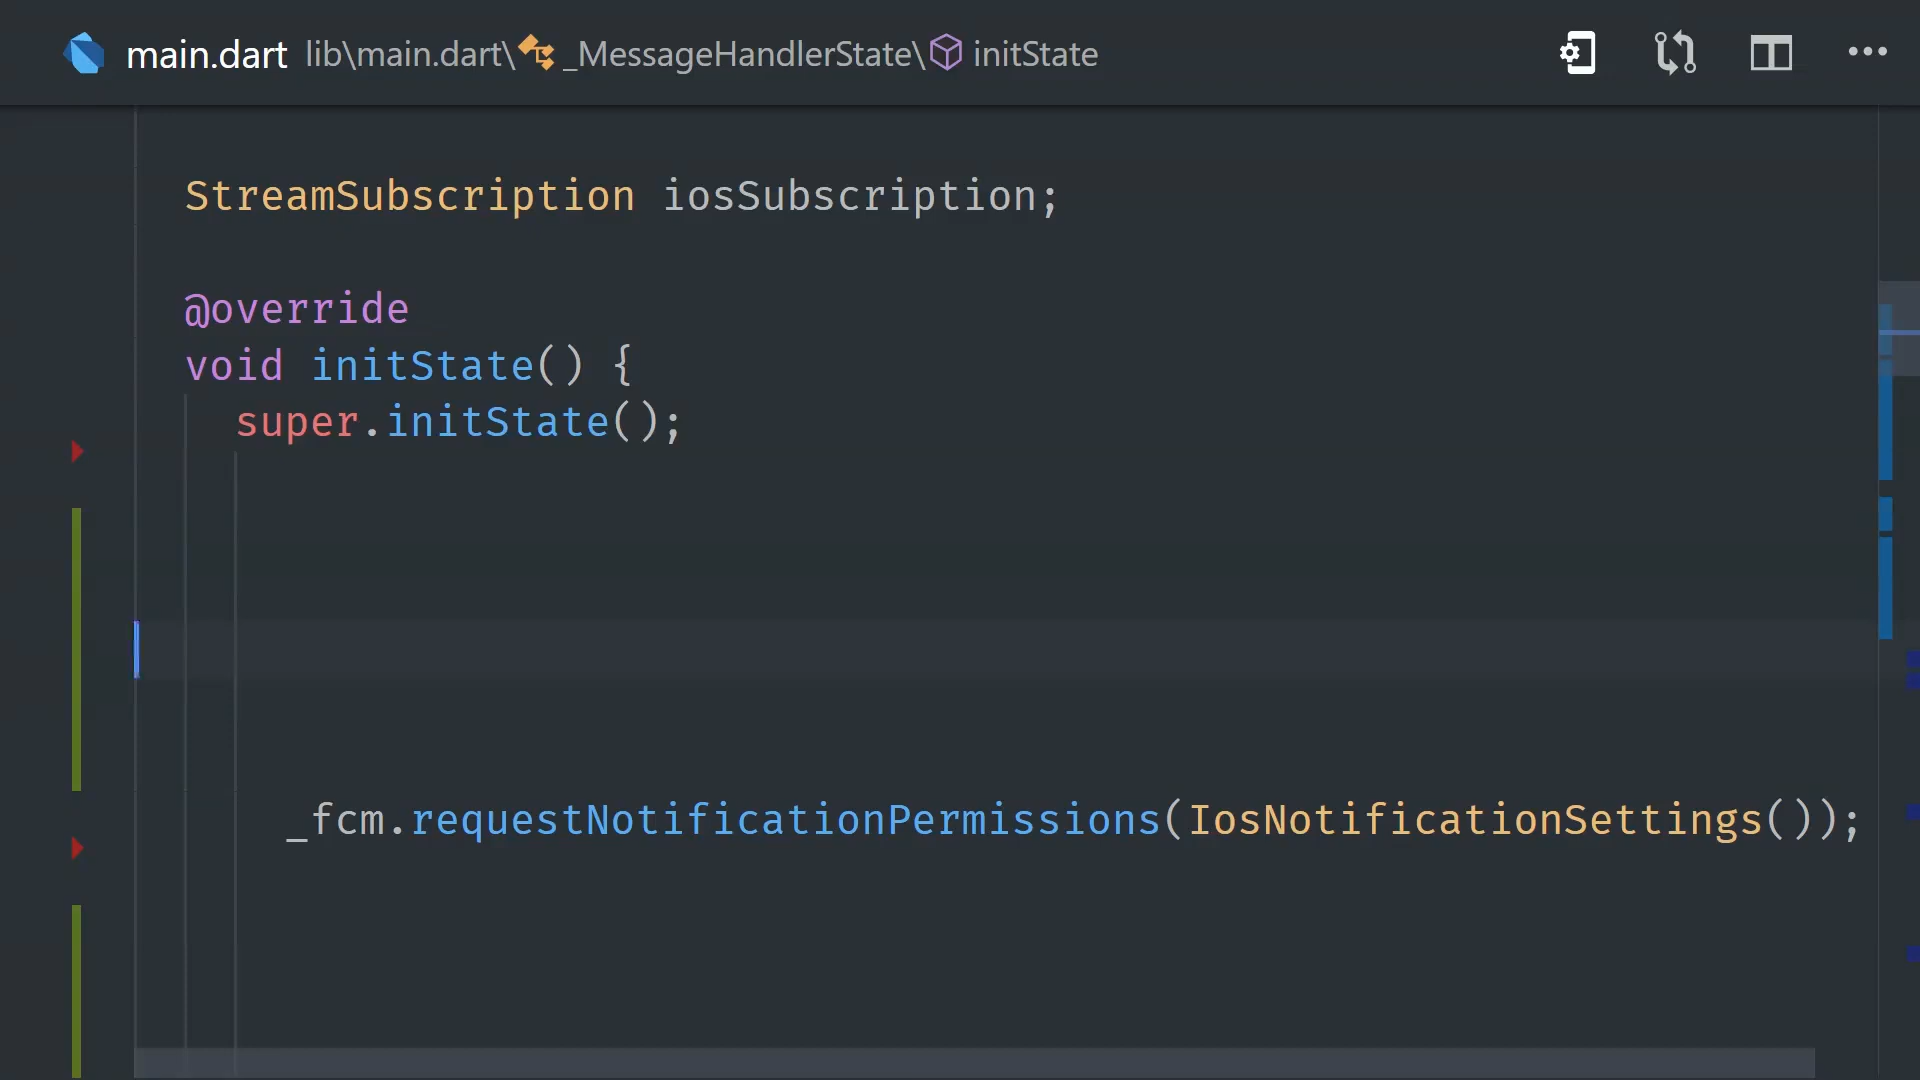 main.dart lib\main.dart\_MessageHandlerState\initState
StreamSubscription iosSubscription;
@override
void initState() {
super.initState();
_fcm.requestNotificationPermissions(IosNotificationSettings());